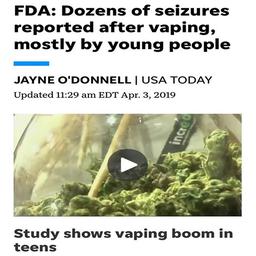 FDA: Dozens of seizures
reported after vaping,
mostly by young people
JAYNE O'DONNELL | USA TODAY
Updated 11:29 am EDT Apr. 3, 2019
Study shows vaping boom in
teens